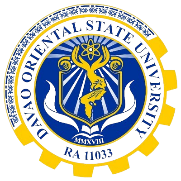 DAVAO ORIENTAL STATE UNIVERSITY
MMXVIII
RA 11033